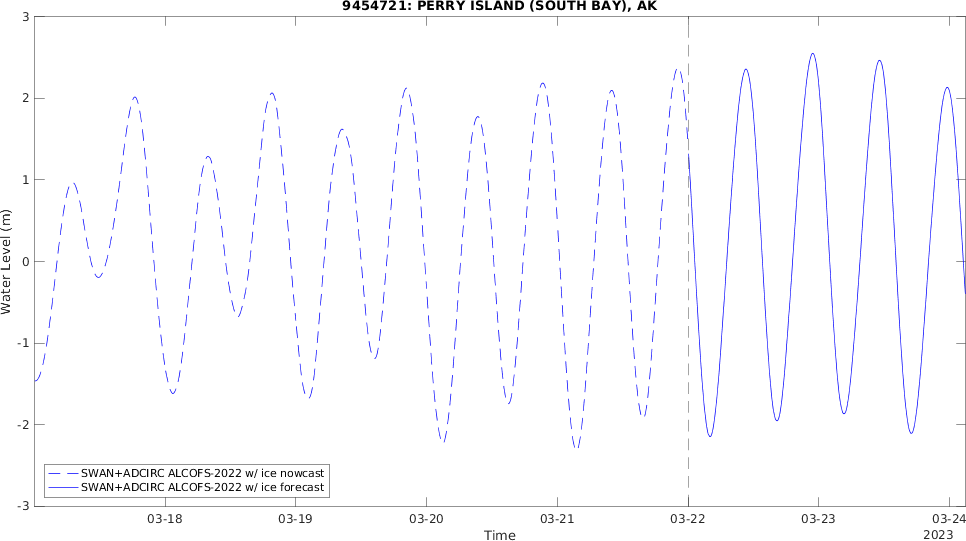 9454721: PERRY ISLAND (SOUTH BAY), AK
3
2
1
0
-1
-2
-3
Water Level (m)
SWAN+ADCIRC ALCOFS-2022 w/ ice nowcast
SWAN+ADCIRC ALCOFS-2022 w/ ice forecast
03-18 03-19 03-20 03-21 03-22 03-23 03-24
Time 2023